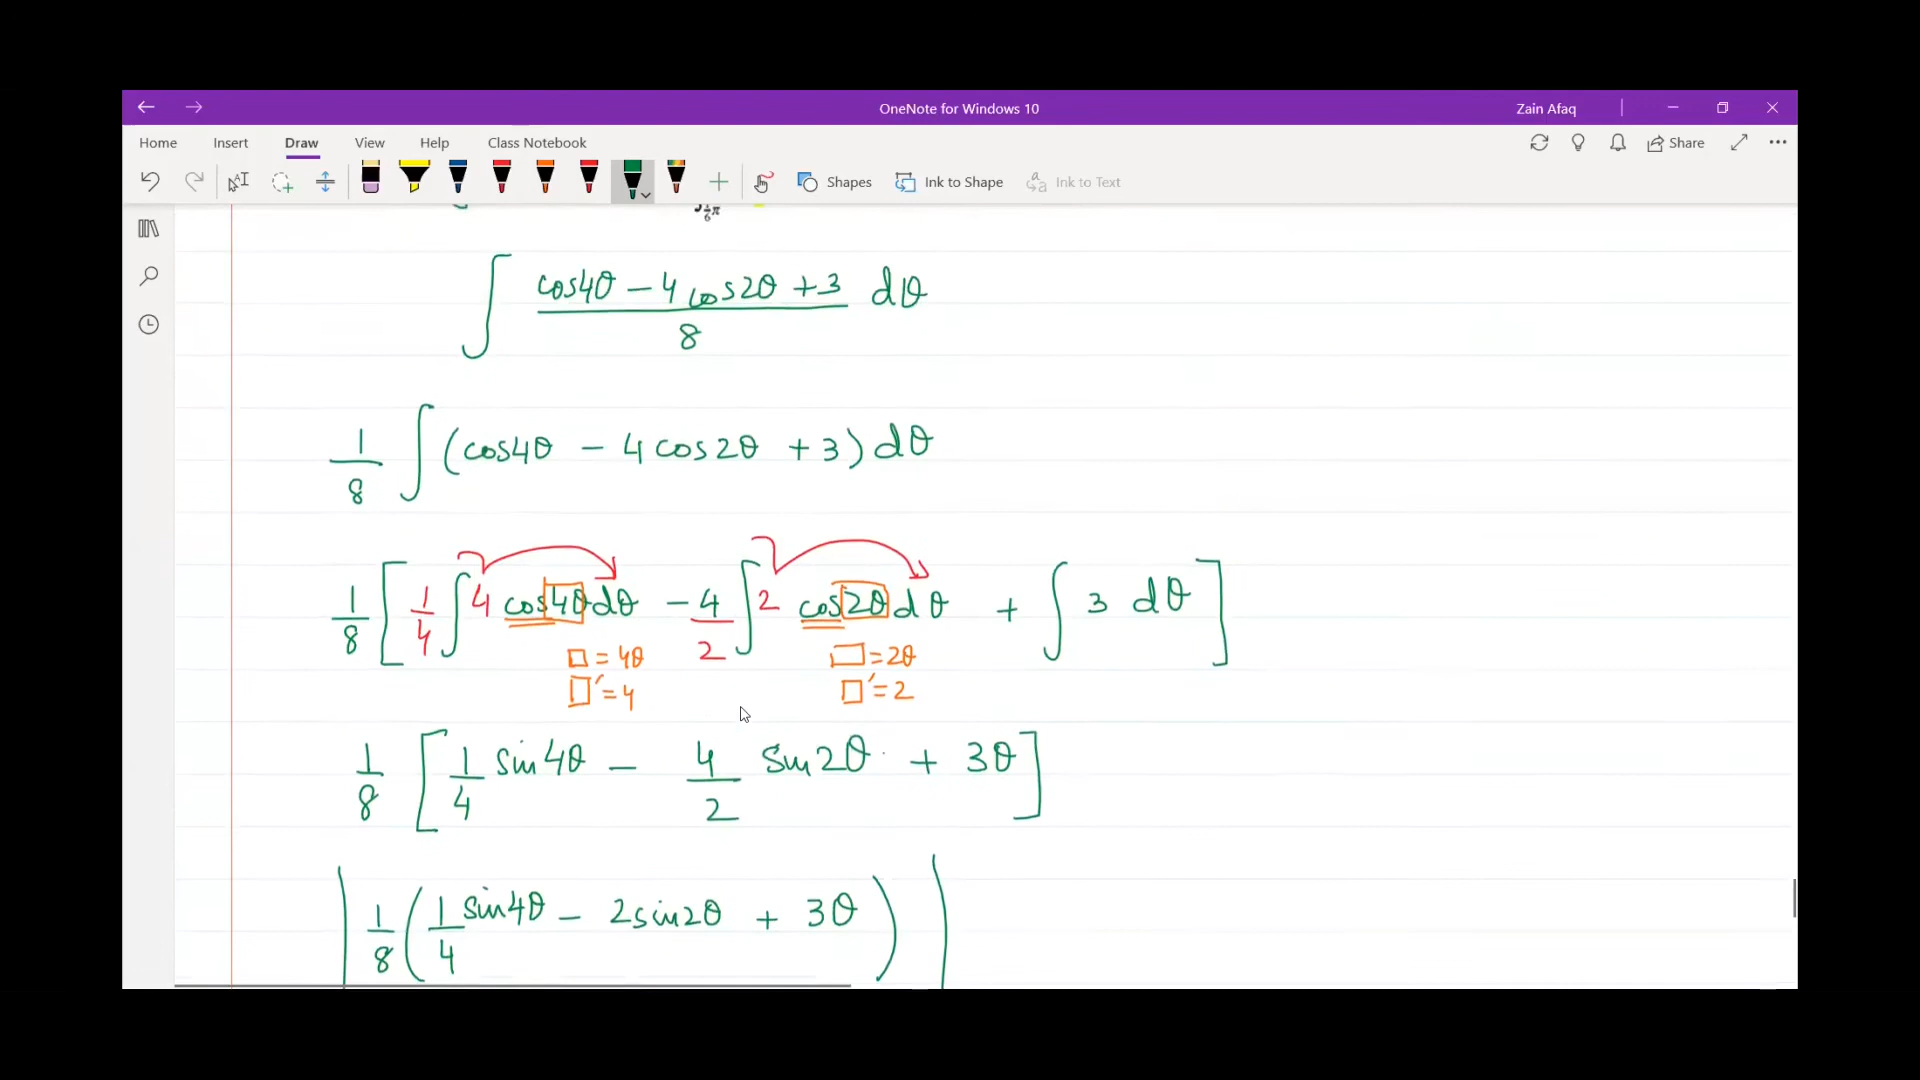 OneNote for Windows 10
Zain Afaq
Home Insert Draw View Help Class Notebook Share
Shapes Ink to Shape Ink to Text
∫ (cos4θ − 4cos2θ + 3)/8 dθ
1/8 ∫ (cos4θ − 4cos2θ + 3) dθ
1/8 [ 1/4 ∫ 4 cos4θ dθ − 4/2 ∫ 2 cos2θ dθ + ∫ 3 dθ ]
□ = 4θ □ = 2θ
□′ = 4 □′ = 2
1/8 [ 1/4 sin4θ − 4/2 sin2θ + 3θ ]
| 1/8 ( 1/4 sin4θ − 2sin2θ + 3θ ) |